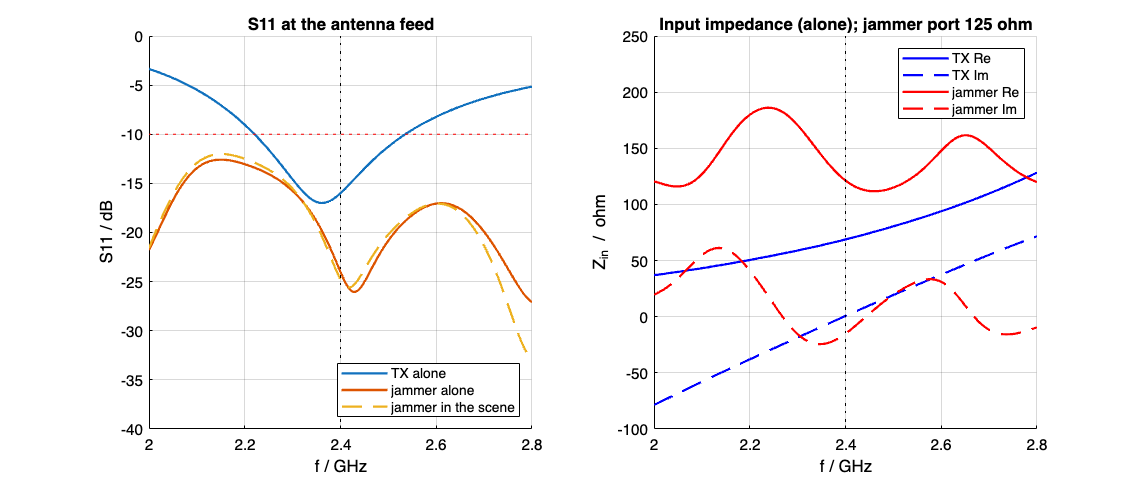 S11 at the antenna feed
0
-5
-10
-15
-20
-25
-30
-35
-40
S11 / dB
2
2.2
2.4
2.6
2.8
f / GHz
TX alone
jammer alone
jammer in the scene
Input impedance (alone); jammer port 125 ohm
250
200
150
100
50
0
-50
-100
Zin / ohm
2
2.2
2.4
2.6
2.8
f / GHz
TX Re
TX Im
jammer Re
jammer Im